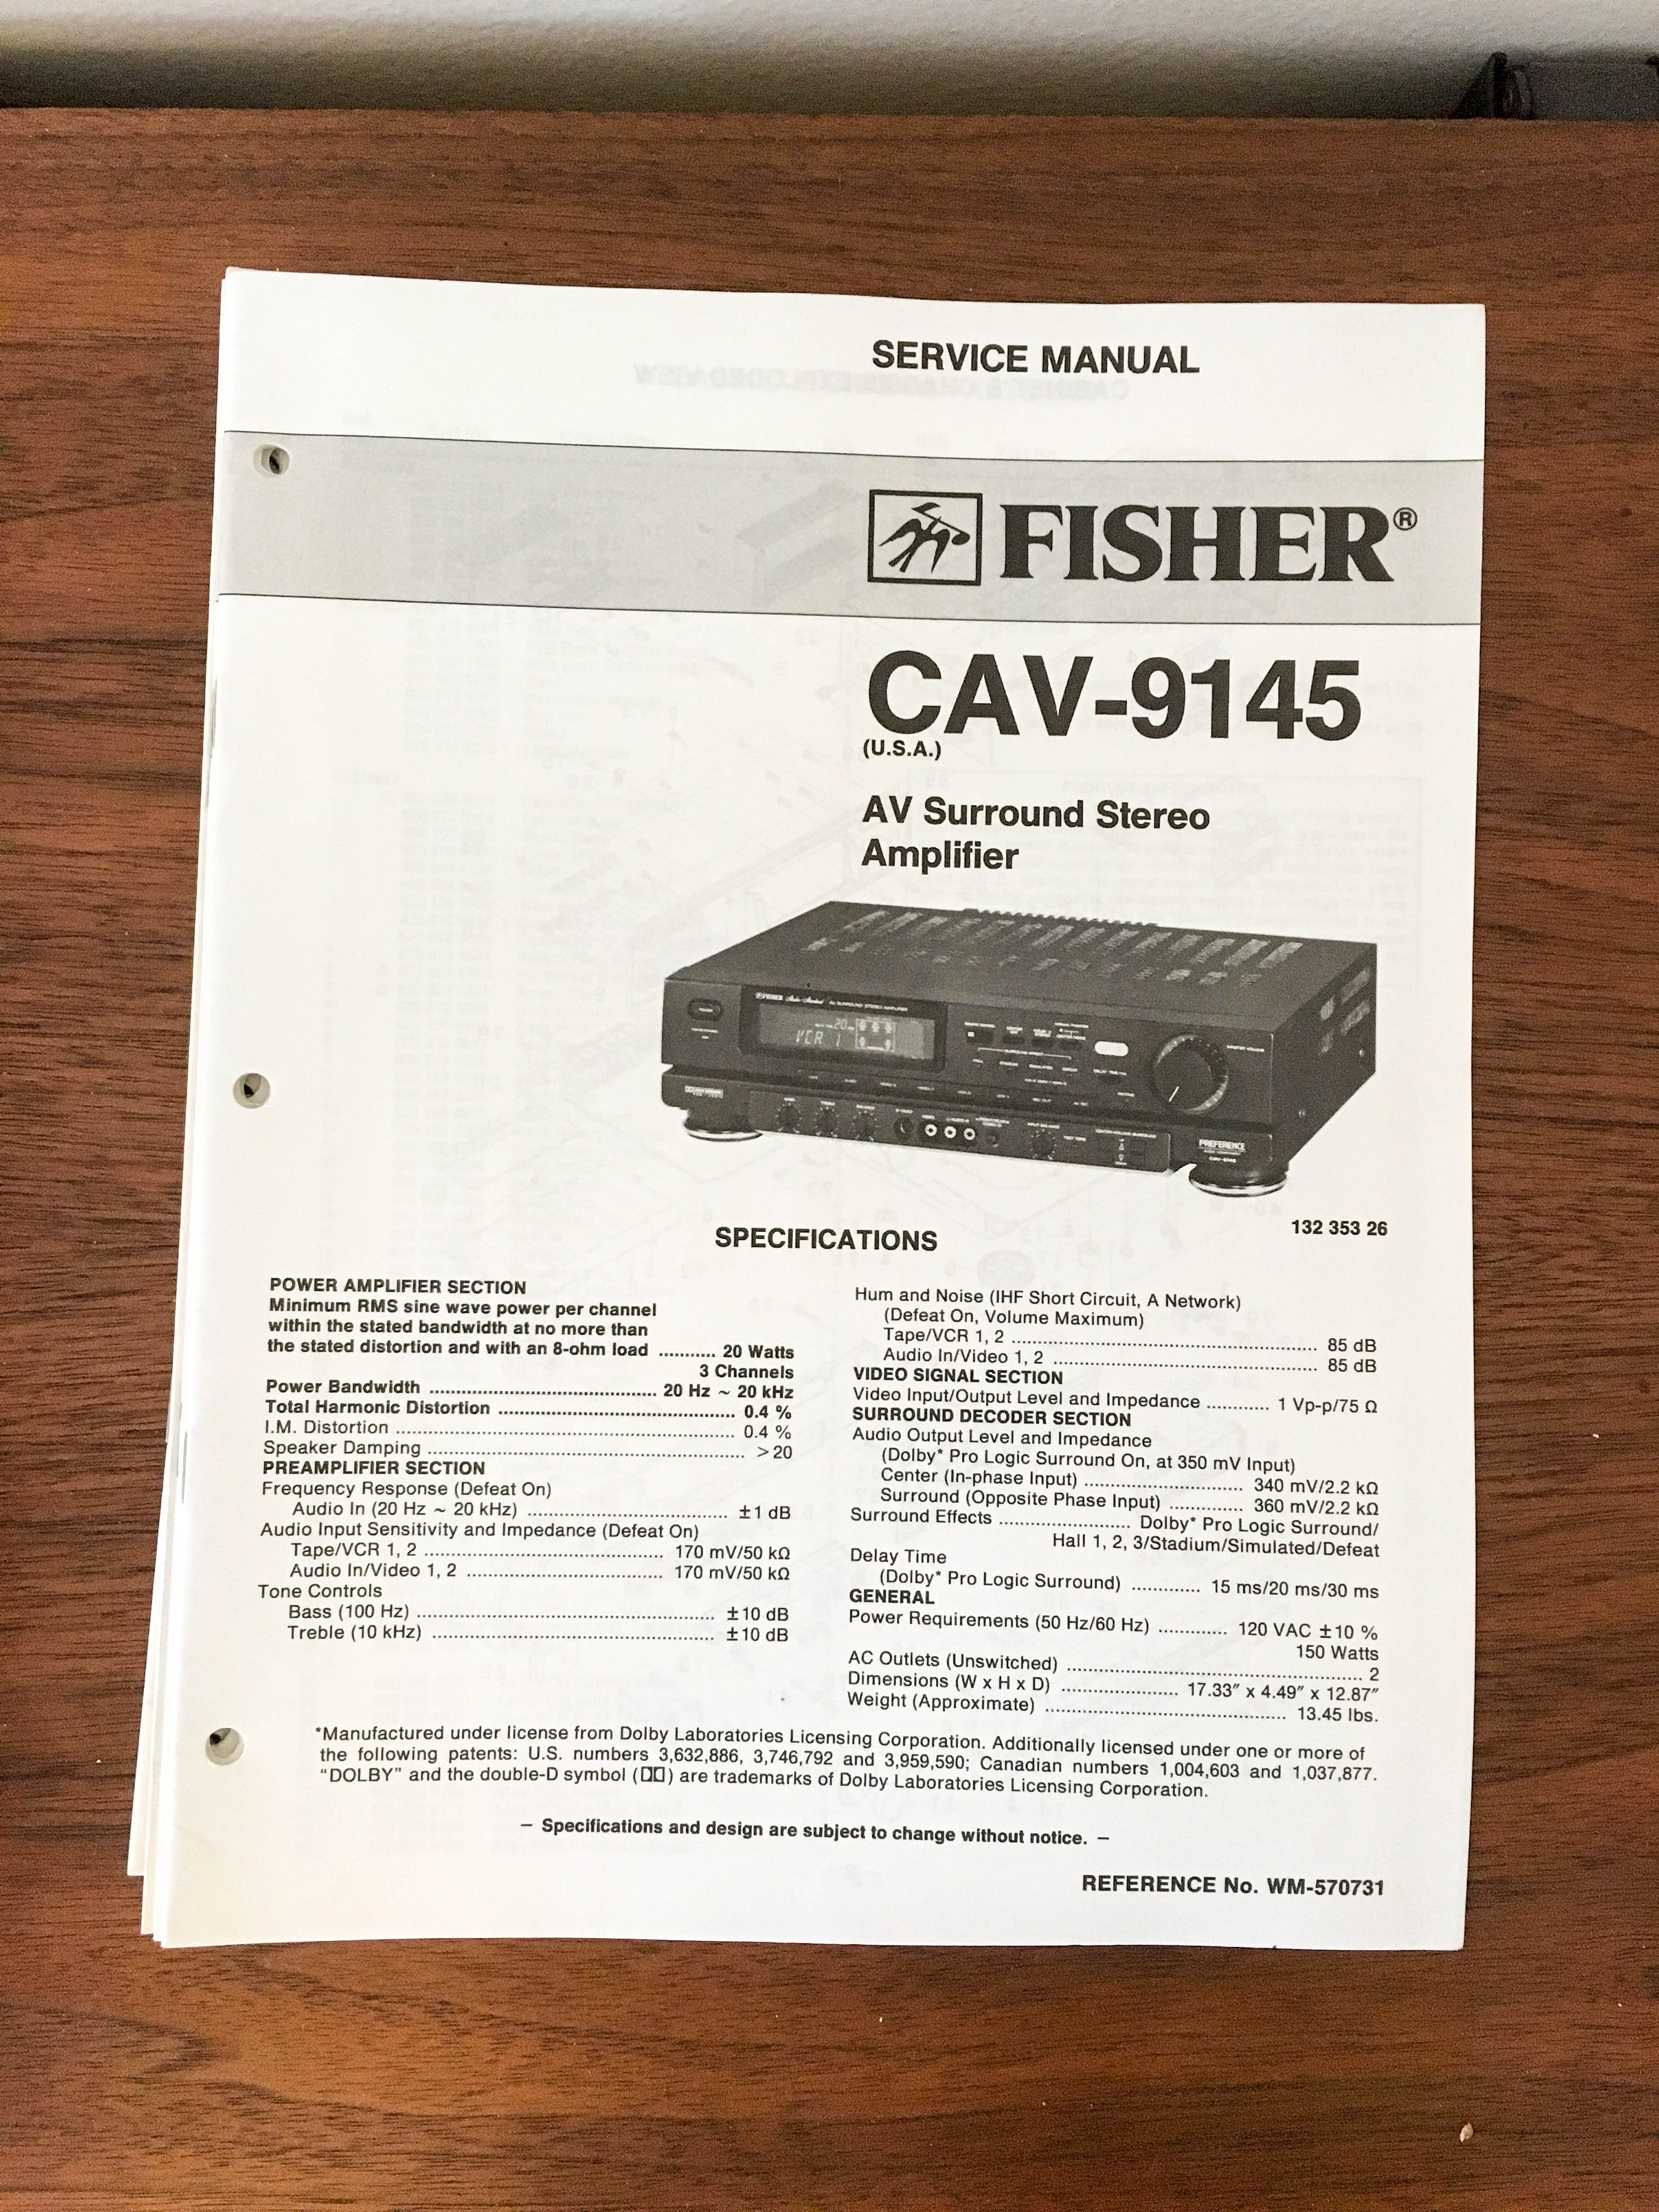 SERVICE MANUAL
FISHER®
CAV-9145
(U.S.A.)
AV Surround Stereo
Amplifier
FISHER
AV SURROUND STEREO AMPLIFIER
VCR 1
PREFERENCE
CAV-9145
132 353 26
SPECIFICATIONS
POWER AMPLIFIER SECTION
Minimum RMS sine wave power per channel
within the stated bandwidth at no more than
the stated distortion and with an 8-ohm load ........... 20 Watts
3 Channels
Power Bandwidth ........................................ 20 Hz ~ 20 kHz
Total Harmonic Distortion ......................................... 0.4 %
I.M. Distortion ............................................................ 0.4 %
Speaker Damping ........................................................ >20
PREAMPLIFIER SECTION
Frequency Response (Defeat On)
Audio In (20 Hz ~ 20 kHz) ................................... ±1 dB
Audio Input Sensitivity and Impedance (Defeat On)
Tape/VCR 1, 2 .......................................... 170 mV/50 kΩ
Audio In/Video 1, 2 .................................. 170 mV/50 kΩ
Tone Controls
Bass (100 Hz) .................................................... ±10 dB
Treble (10 kHz) .................................................. ±10 dB
Hum and Noise (IHF Short Circuit, A Network)
(Defeat On, Volume Maximum)
Tape/VCR 1, 2 ..................................................... 85 dB
Audio In/Video 1, 2 .............................................. 85 dB
VIDEO SIGNAL SECTION
Video Input/Output Level and Impedance ........... 1 Vp-p/75 Ω
SURROUND DECODER SECTION
Audio Output Level and Impedance
(Dolby* Pro Logic Surround On, at 350 mV Input)
Center (In-phase Input) ............................ 340 mV/2.2 kΩ
Surround (Opposite Phase Input) ............. 360 mV/2.2 kΩ
Surround Effects ....................... Dolby* Pro Logic Surround/
Hall 1, 2, 3/Stadium/Simulated/Defeat
Delay Time
(Dolby* Pro Logic Surround) ............ 15 ms/20 ms/30 ms
GENERAL
Power Requirements (50 Hz/60 Hz) ............ 120 VAC ±10 %
150 Watts
AC Outlets (Unswitched) .................................................... 2
Dimensions (W x H x D) .................... 17.33″ x 4.49″ x 12.87″
Weight (Approximate) .......................................... 13.45 lbs.
*Manufactured under license from Dolby Laboratories Licensing Corporation. Additionally licensed under one or more of
the following patents: U.S. numbers 3,632,886, 3,746,792 and 3,959,590; Canadian numbers 1,004,603 and 1,037,877.
“DOLBY” and the double-D symbol (DD) are trademarks of Dolby Laboratories Licensing Corporation.
– Specifications and design are subject to change without notice. –
REFERENCE No. WM-570731